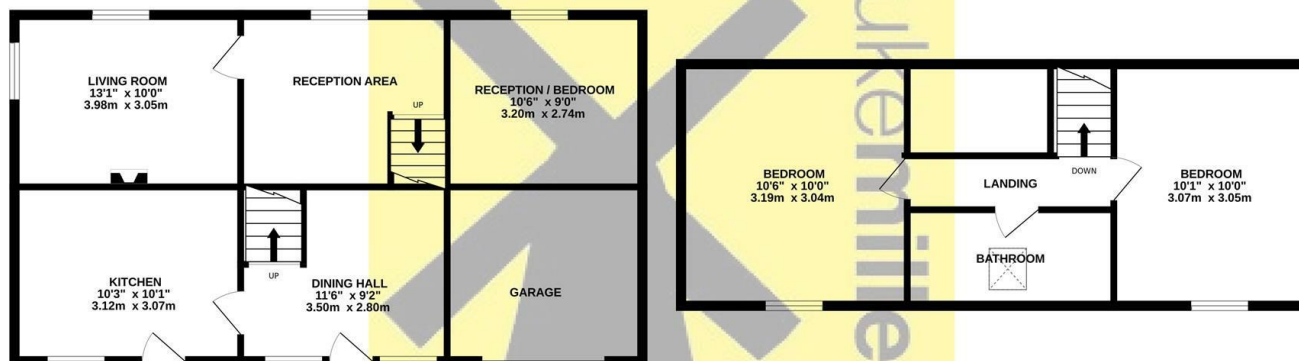 LIVING ROOM
13'1" x 10'0"
3.98m x 3.05m
RECEPTION AREA
UP
RECEPTION / BEDROOM
10'6" x 9'0"
3.20m x 2.74m
KITCHEN
10'3" x 10'1"
3.12m x 3.07m
UP
DINING HALL
11'6" x 9'2"
3.50m x 2.80m
GARAGE
BEDROOM
10'6" x 10'0"
3.19m x 3.04m
LANDING
DOWN
BATHROOM
BEDROOM
10'1" x 10'0"
3.07m x 3.05m